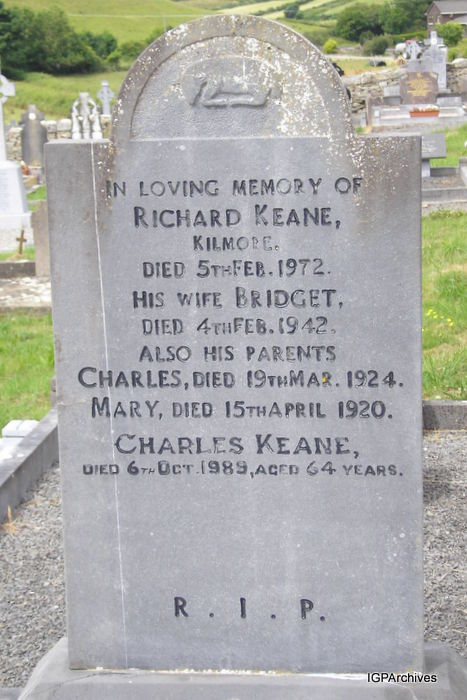 IN LOVING MEMORY OF
RICHARD KEANE,
KILMORE.
DIED 5TH FEB. 1972.
HIS WIFE BRIDGET,
DIED 4TH FEB. 1942.
ALSO HIS PARENTS
CHARLES, DIED 19TH MAR. 1924.
MARY, DIED 15TH APRIL 1920.
CHARLES KEANE,
DIED 6TH OCT. 1989, AGED 64 YEARS.
R . I . P.
IGPArchives